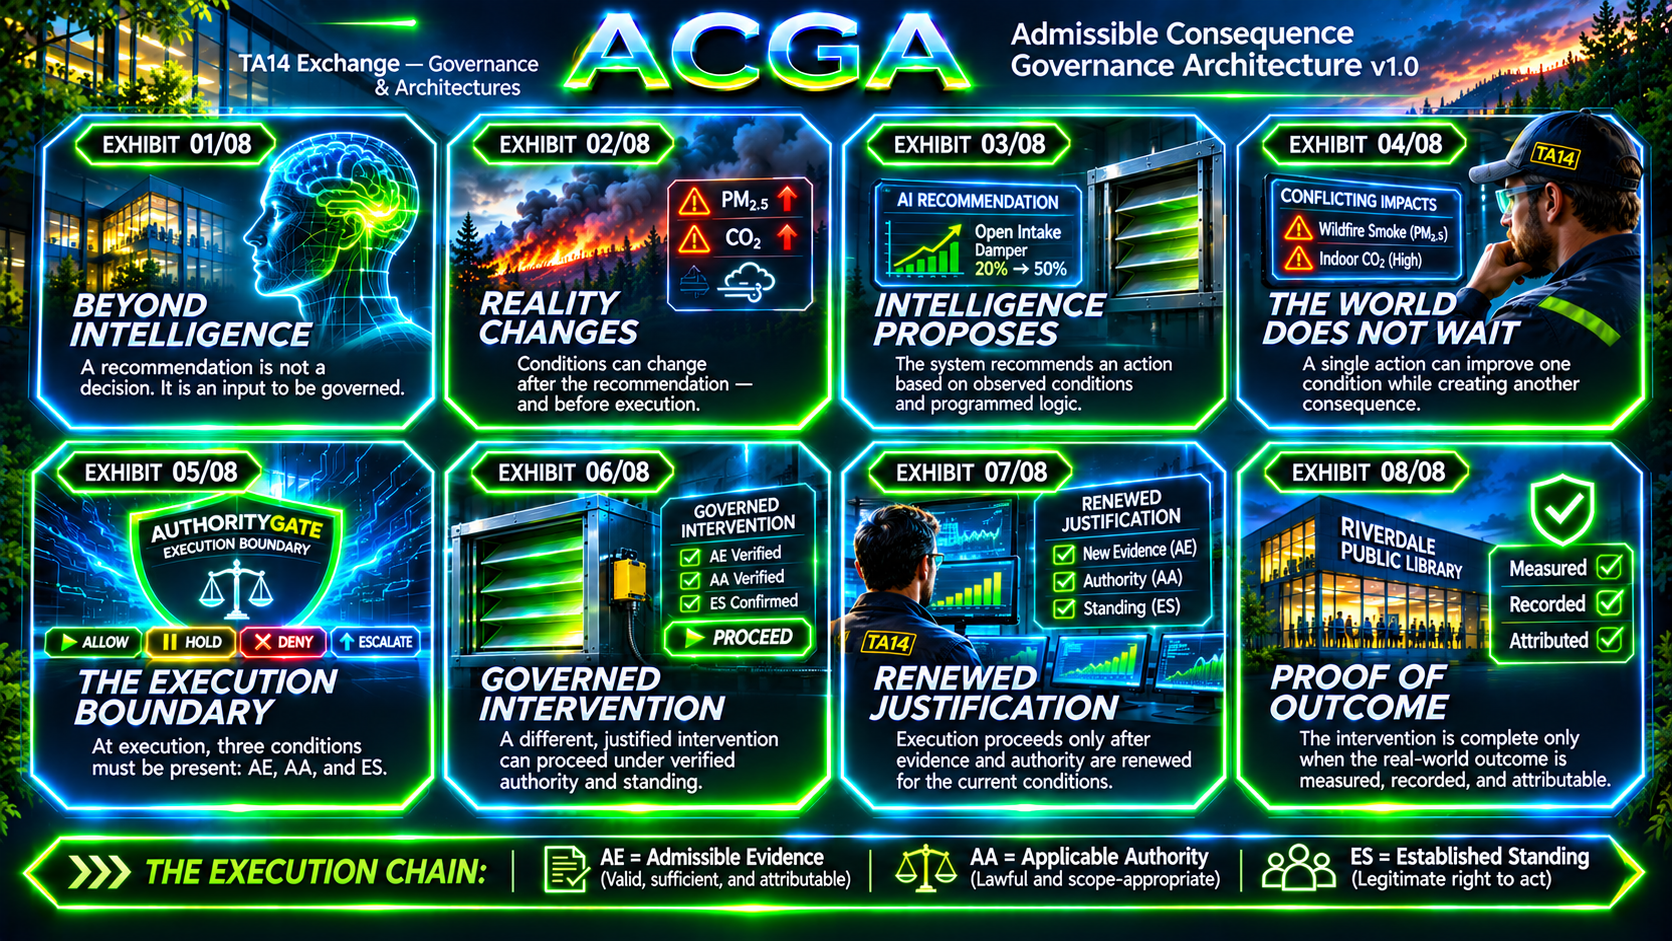 TA14 Exchange — Governance
& Architectures
ACGA
Admissible Consequence
Governance Architecture v1.0
EXHIBIT 01/08
BEYOND
INTELLIGENCE
A recommendation is not a
decision. It is an input to be governed.
EXHIBIT 02/08
PM2.5
CO2
REALITY
CHANGES
Conditions can change
after the recommendation —
and before execution.
EXHIBIT 03/08
AI RECOMMENDATION
Open Intake
Damper
20% → 50%
INTELLIGENCE
PROPOSES
The system recommends an action
based on observed conditions
and programmed logic.
EXHIBIT 04/08
TA14
CONFLICTING IMPACTS
Wildfire Smoke (PM2.5)
Indoor CO2 (High)
THE WORLD
DOES NOT WAIT
A single action can improve one
condition while creating another
consequence.
EXHIBIT 05/08
AUTHORITYGATE
EXECUTION BOUNDARY
ALLOW
HOLD
DENY
ESCALATE
THE EXECUTION
BOUNDARY
At execution, three conditions
must be present: AE, AA, and ES.
EXHIBIT 06/08
GOVERNED
INTERVENTION
AE Verified
AA Verified
ES Confirmed
PROCEED
GOVERNED
INTERVENTION
A different, justified intervention
can proceed under verified
authority and standing.
EXHIBIT 07/08
RENEWED
JUSTIFICATION
New Evidence (AE)
Authority (AA)
Standing (ES)
TA14
RENEWED
JUSTIFICATION
Execution proceeds only after
evidence and authority are renewed
for the current conditions.
EXHIBIT 08/08
RIVERDALE
PUBLIC LIBRARY
Measured
Recorded
Attributed
PROOF OF
OUTCOME
The intervention is complete only
when the real-world outcome is
measured, recorded, and attributable.
THE EXECUTION CHAIN:
AE = Admissible Evidence
(Valid, sufficient, and attributable)
AA = Applicable Authority
(Lawful and scope-appropriate)
ES = Established Standing
(Legitimate right to act)